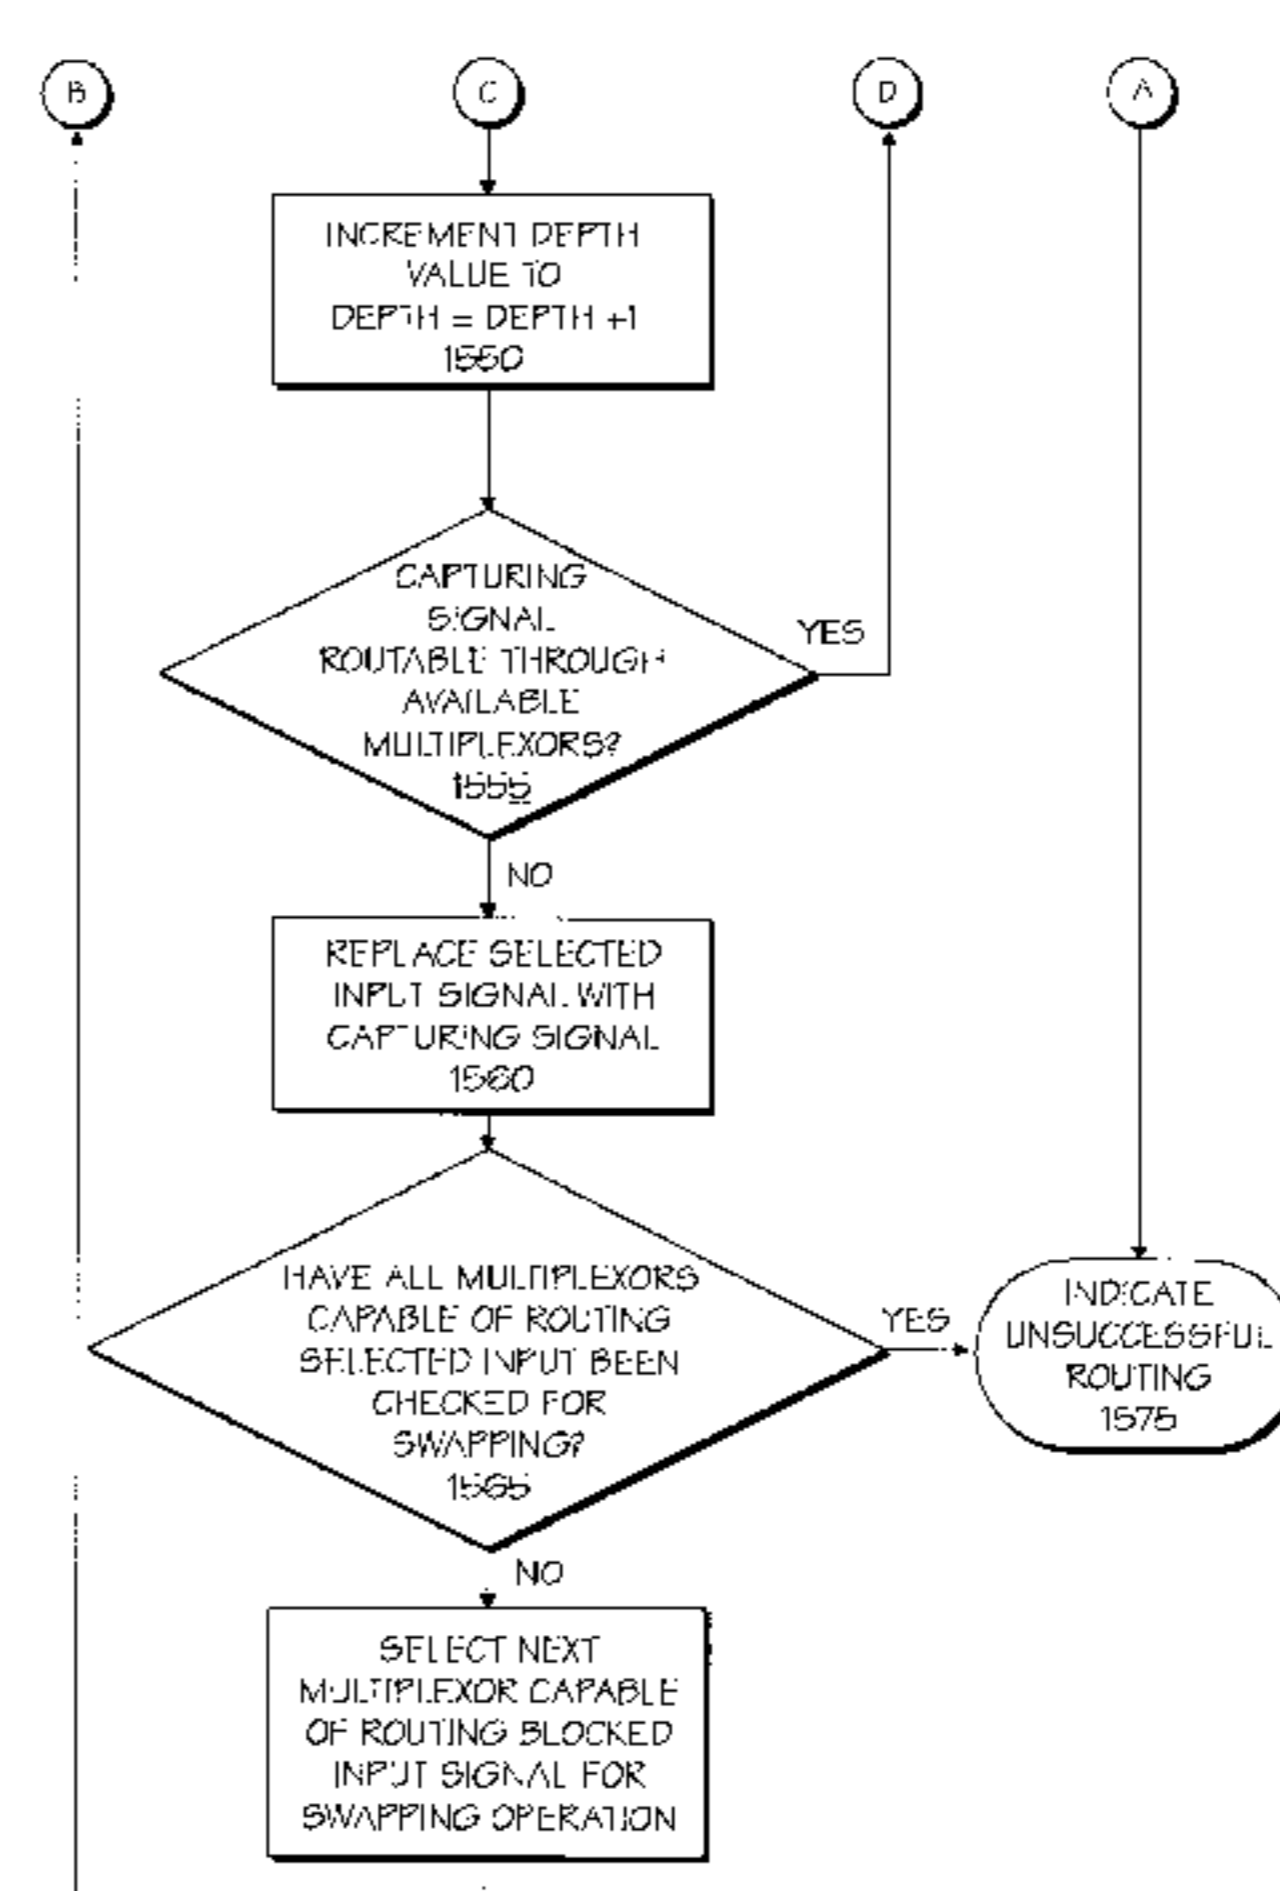 B
C
D
A
INCREMENT DEPTH
VALUE TO
DEPTH = DEPTH +1
1550
CAPTURING
SIGNAL
ROUTABLE THROUGH
AVAILABLE
MULTIPLEXORS?
1555
YES
NO
REPLACE SELECTED
INPUT SIGNAL WITH
CAPTURING SIGNAL
1560
HAVE ALL MULTIPLEXORS
CAPABLE OF ROUTING
SELECTED INPUT BEEN
CHECKED FOR
SWAPPING?
1565
YES
INDICATE
UNSUCCESSFUL
ROUTING
1575
NO
SELECT NEXT
MULTIPLEXOR CAPABLE
OF ROUTING BLOCKED
INPUT SIGNAL FOR
SWAPPING OPERATION